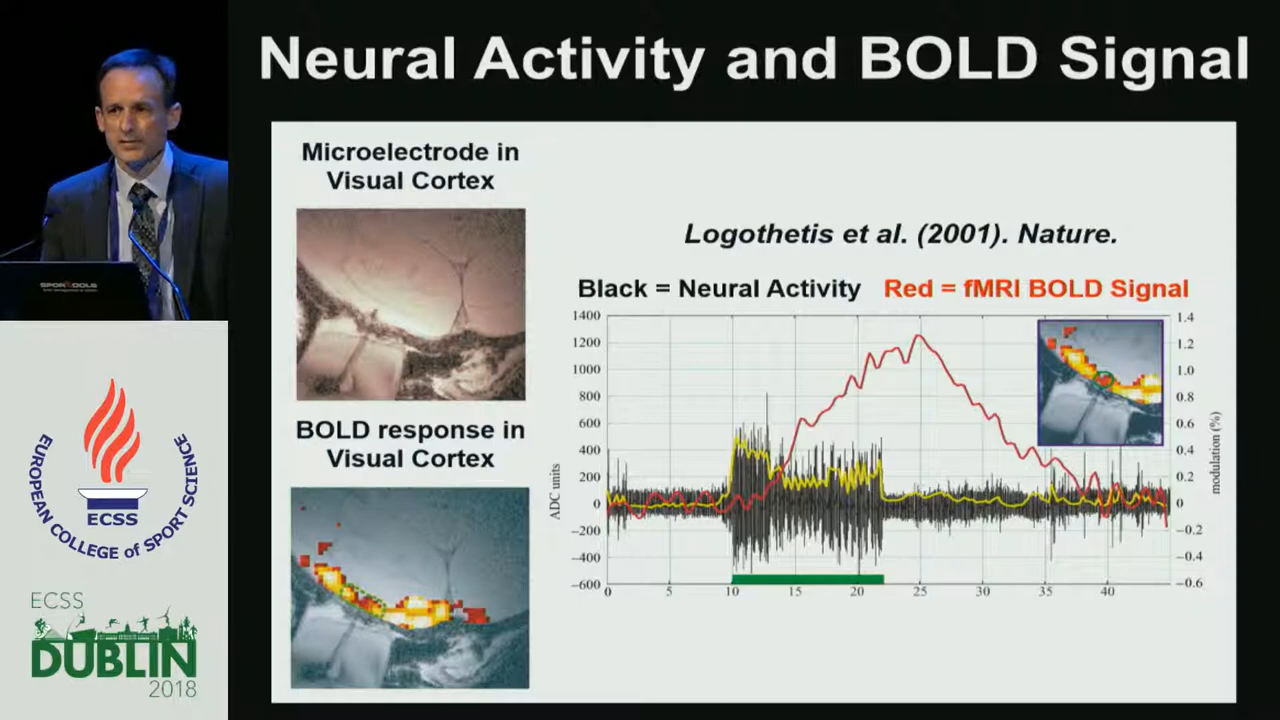 Neural Activity and BOLD Signal
Microelectrode in
Visual Cortex
Logothetis et al. (2001). Nature.
Black = Neural Activity
Red = fMRI BOLD Signal
1400
1200
1000
800
600
400
200
0
−200
−400
−600
ADC units
0
5
10
15
20
25
30
35
40
1.4
1.2
1.0
0.8
0.6
0.4
0.2
0
−0.2
−0.4
−0.6
modulation (%)
BOLD response in
Visual Cortex
EUROPEAN COLLEGE of SPORT SCIENCE
ECSS
ECSS
DUBLIN
2018